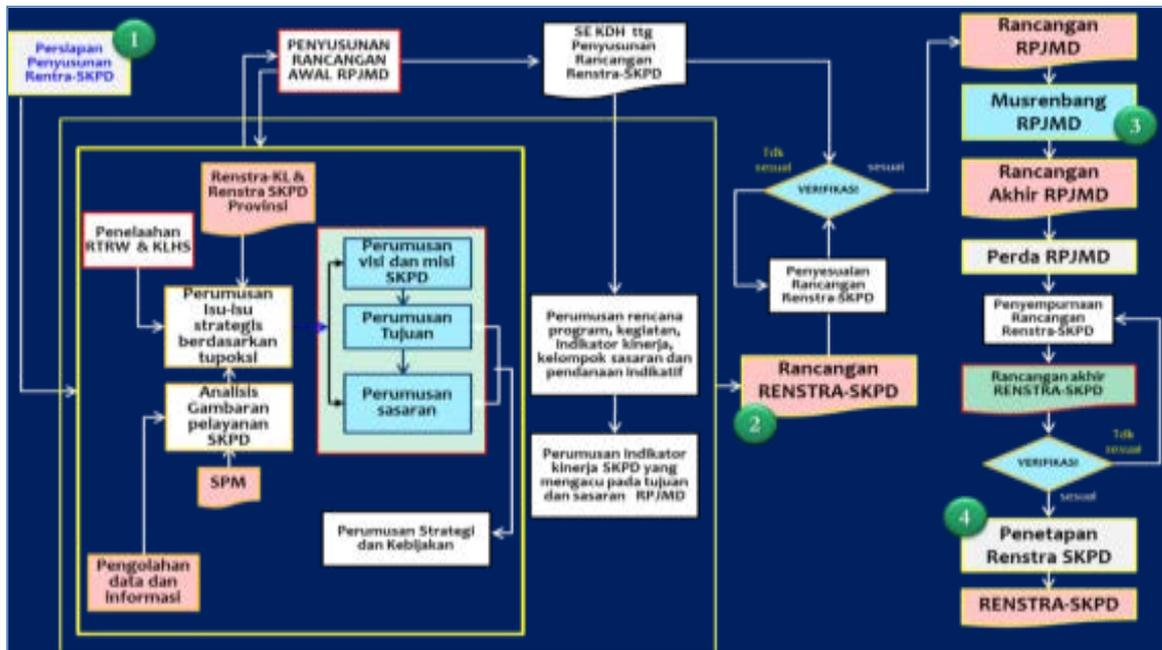 1
Persiapan
Penyusunan
Rentra-SKPD
PENYUSUNAN
RANCANGAN
AWAL RPJMD
SE KDH ttg
Penyusunan
Rancangan
Renstra-SKPD
Rancangan
RPJMD
Musrenbang
RPJMD
3
Rancangan
Akhir RPJMD
Perda RPJMD
Penyempurnaan
Rancangan
Renstra-SKPD
Rancangan akhir
RENSTRA-SKPD
Tdk
sesuai
VERIFIKASI
sesuai
4
Penetapan
Renstra SKPD
RENSTRA-SKPD
Tdk
sesuai
sesuai
VERIFIKASI
Penyesuaian
Rancangan
Renstra-SKPD
Rancangan
RENSTRA-SKPD
2
Renstra-KL &
Renstra SKPD
Provinsi
Penelaahan
RTRW & KLHS
Perumusan
Isu-isu
strategis
berdasarkan
tupoksi
Analisis
Gambaran
pelayanan
SKPD
SPM
Pengolahan
data dan
informasi
Perumusan
visi dan misi
SKPD
Perumusan
Tujuan
Perumusan
sasaran
Perumusan Strategi
dan Kebijakan
Perumusan rencana
program, kegiatan,
indikator kinerja,
kelompok sasaran dan
pendanaan indikatif
Perumusan indikator
kinerja SKPD yang
mengacu pada tujuan
dan sasaran RPJMD